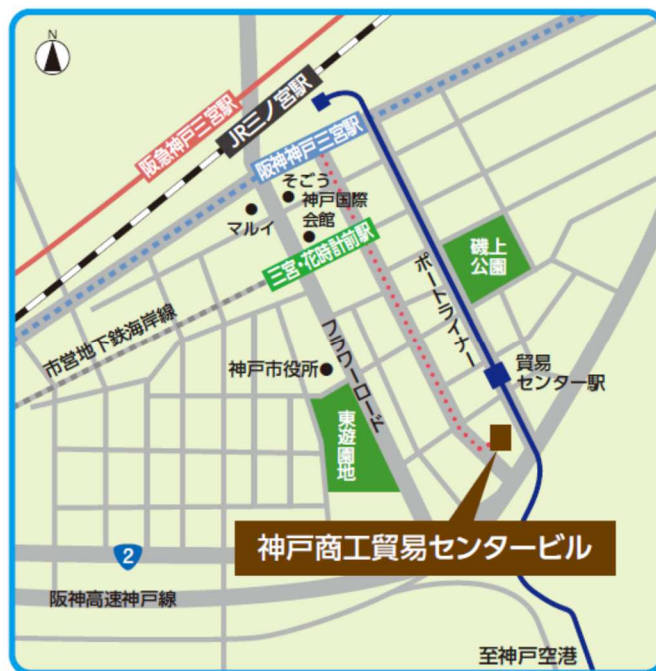 N
阪急神戸三宮駅
JR三ノ宮駅
阪神神戸三宮駅
そごう
神戸国際
会館
マルイ
三宮・花時計前駅
磯上
公園
ポートライナー
市営地下鉄海岸線
フラワーロード
貿易
センター駅
神戸市役所
東遊園地
神戸商工貿易センタービル
2
阪神高速神戸線
至神戸空港